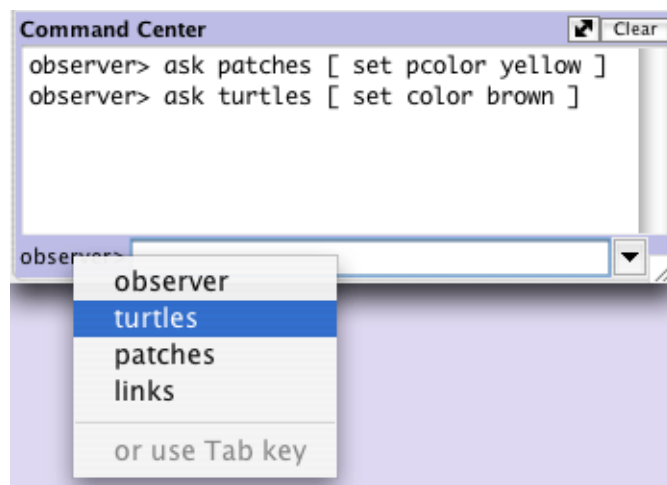 Command Center
Clear
observer> ask patches [ set pcolor yellow ]
observer> ask turtles [ set color brown ]
observer>
observer
turtles
patches
links
or use Tab key